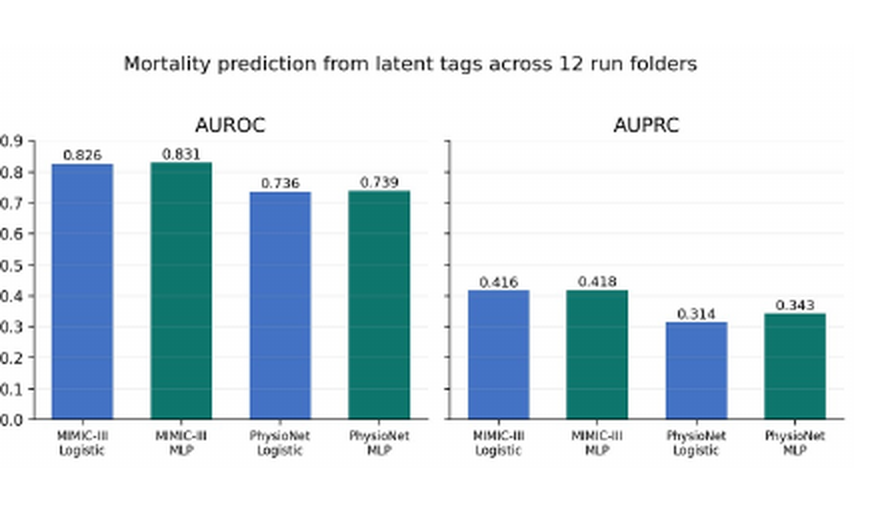 Mortality prediction from latent tags across 12 run folders
AUROC
0.9
0.8
0.7
0.6
0.5
0.4
0.3
0.2
0.1
0.0
0.826
0.831
0.736
0.739
MIMIC-III Logistic
MIMIC-III MLP
PhysioNet Logistic
PhysioNet MLP
AUPRC
0.416
0.418
0.314
0.343
MIMIC-III Logistic
MIMIC-III MLP
PhysioNet Logistic
PhysioNet MLP